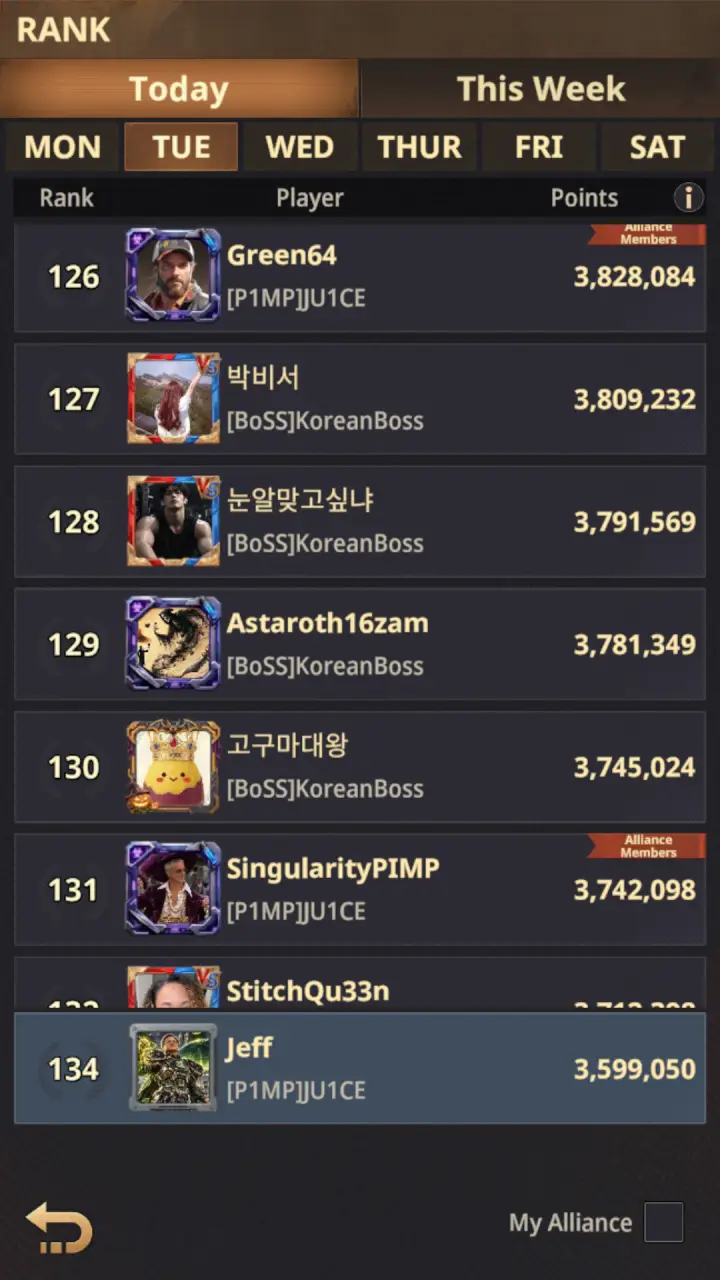 RANK
Today
This Week
MON
TUE
WED
THUR
FRI
SAT
Rank
Player
Points
Alliance
Members
126
Green64
[P1MP]JU1CE
3,828,084
127
박비서
[BoSS]KoreanBoss
3,809,232
128
눈알맞고싶냐
[BoSS]KoreanBoss
3,791,569
129
Astaroth16zam
[BoSS]KoreanBoss
3,781,349
130
고구마대왕
[BoSS]KoreanBoss
3,745,024
Alliance
Members
131
SingularityPIMP
[P1MP]JU1CE
3,742,098
StitchQu33n
134
Jeff
[P1MP]JU1CE
3,599,050
My Alliance